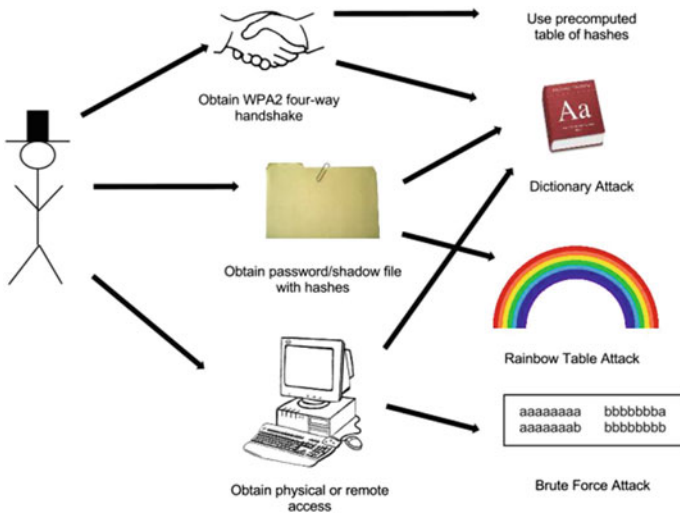 Use precomputed
table of hashes
Obtain WPA2 four-way
handshake
Aa
Dictionary Attack
Obtain password/shadow file
with hashes
Rainbow Table Attack
aaaaaaaa bbbbbbba
aaaaaaab bbbbbbbb
Brute Force Attack
Obtain physical or remote
access